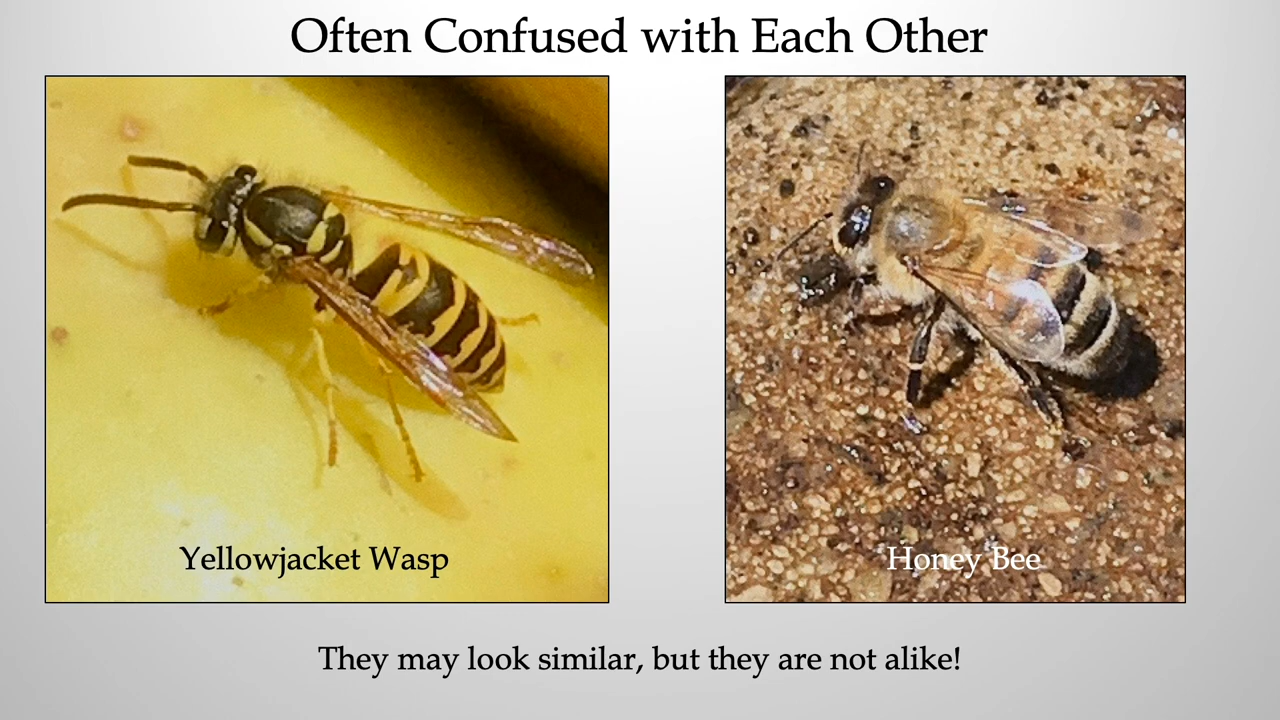 Often Confused with Each Other
Yellowjacket Wasp
Honey Bee
They may look similar, but they are not alike!